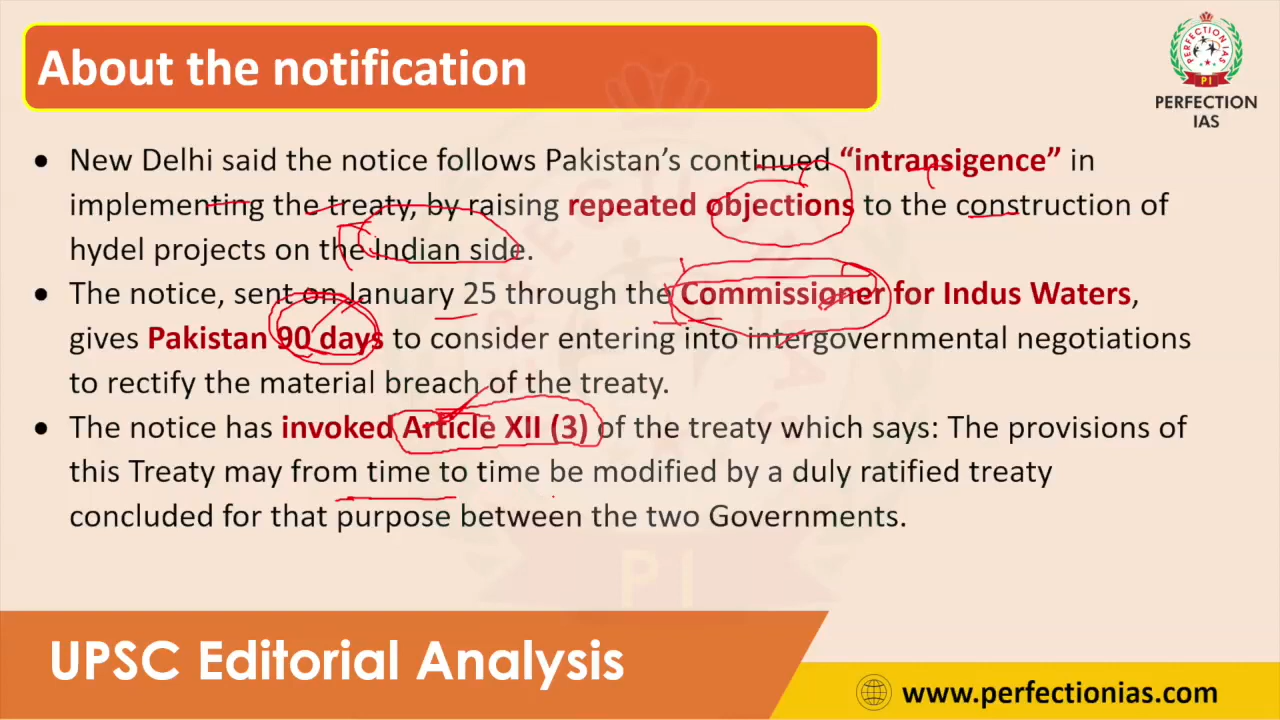 About the notification
PERFECTION IAS
PI
PERFECTION
IAS
• New Delhi said the notice follows Pakistan's continued “intransigence” in
implementing the treaty, by raising repeated objections to the construction of
hydel projects on the Indian side.
• The notice, sent on January 25 through the Commissioner for Indus Waters,
gives Pakistan 90 days to consider entering into intergovernmental negotiations
to rectify the material breach of the treaty.
• The notice has invoked Article XII (3) of the treaty which says: The provisions of
this Treaty may from time to time be modified by a duly ratified treaty
concluded for that purpose between the two Governments.
PI
UPSC Editorial Analysis
www.perfectionias.com